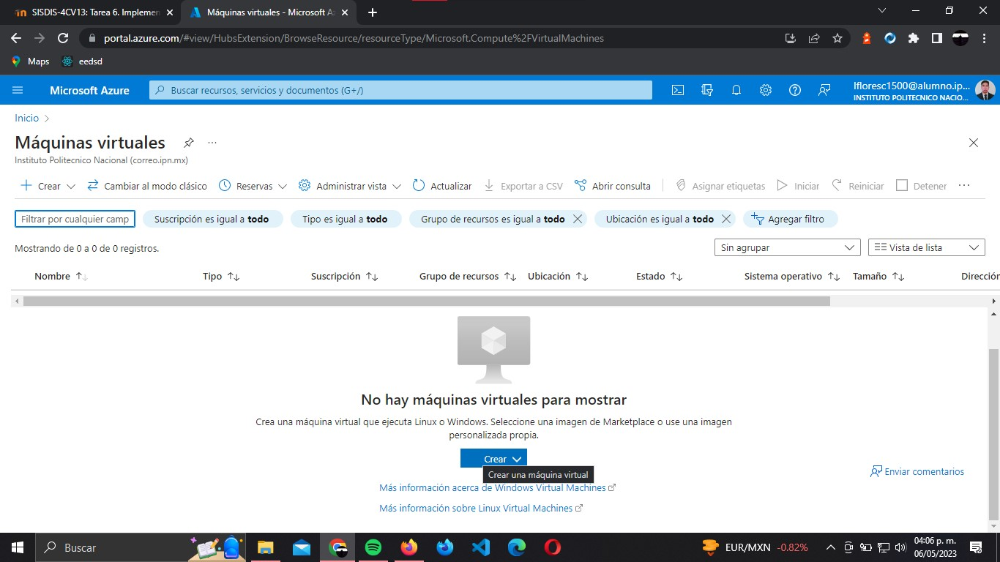 SISDIS-4CV13: Tarea 6. Implemen
Máquinas virtuales - Microsoft Az
portal.azure.com/#view/HubsExtension/BrowseResource/resourceType/Microsoft.Compute%2FVirtualMachines
Maps eedsd
Microsoft Azure
Buscar recursos, servicios y documentos (G+/)
lfloresc1500@alumno.ip...
INSTITUTO POLITECNICO NACIO...
Inicio >
Máquinas virtuales ...
Instituto Politecnico Nacional (correo.ipn.mx)
+ Crear Cambiar al modo clásico Reservas Administrar vista Actualizar Exportar a CSV Abrir consulta Asignar etiquetas Iniciar Reiniciar Detener ...
Filtrar por cualquier camp Suscripción es igual a todo Tipo es igual a todo Grupo de recursos es igual a todo Ubicación es igual a todo Agregar filtro
Mostrando de 0 a 0 de 0 registros. Sin agrupar Vista de lista
Nombre Tipo Suscripción Grupo de recursos Ubicación Estado Sistema operativo Tamaño Dirección
No hay máquinas virtuales para mostrar
Crea una máquina virtual que ejecuta Linux o Windows. Seleccione una imagen de Marketplace o use una imagen
personalizada propia.
Crear
Crear una máquina virtual
Enviar comentarios
Más información acerca de Windows Virtual Machines
Más información sobre Linux Virtual Machines
Buscar
EUR/MXN -0.82%
04:06 p. m.
06/05/2023